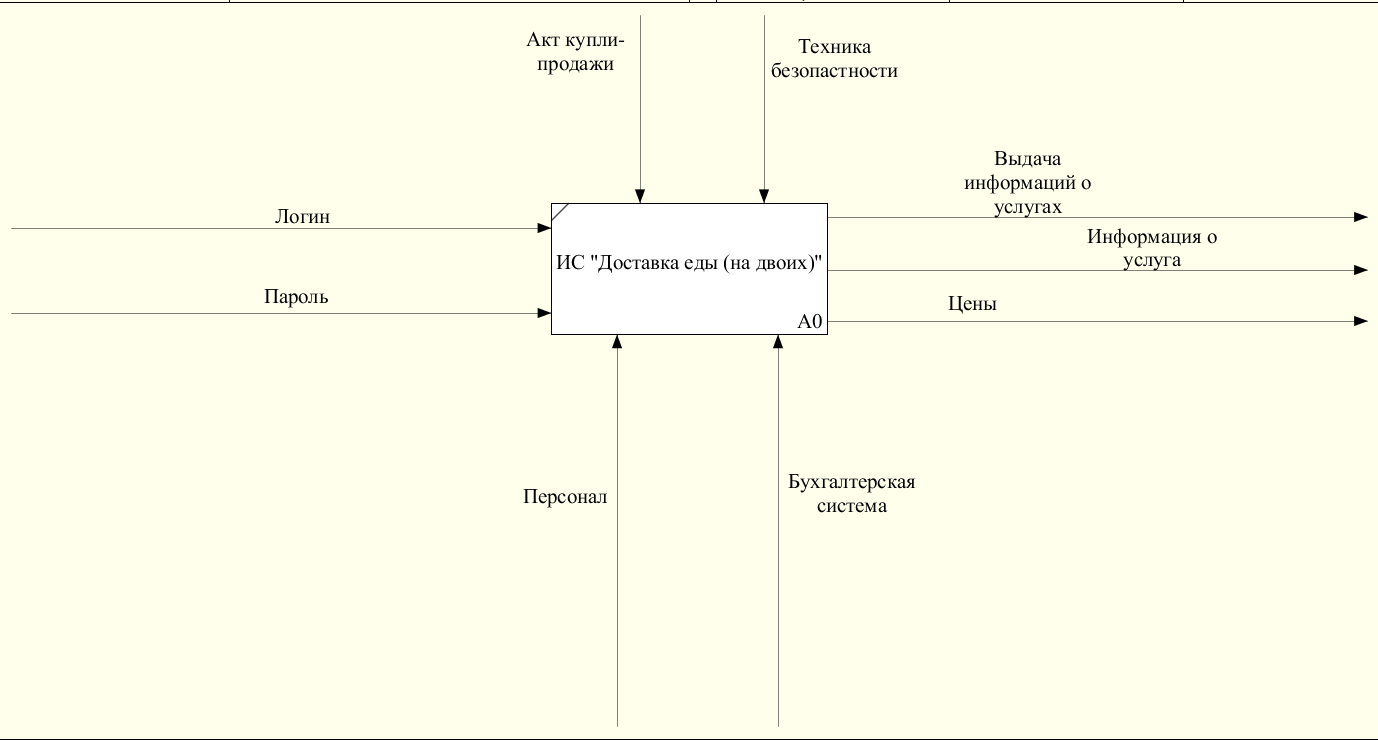 Акт купли-
продажи
Техника
безопастности
Выдача
информаций о
услугах
Логин
Информация о
услуга
ИС "Доставка еды (на двоих)"
Пароль
Цены
A0
Персонал
Бухгалтерская
система